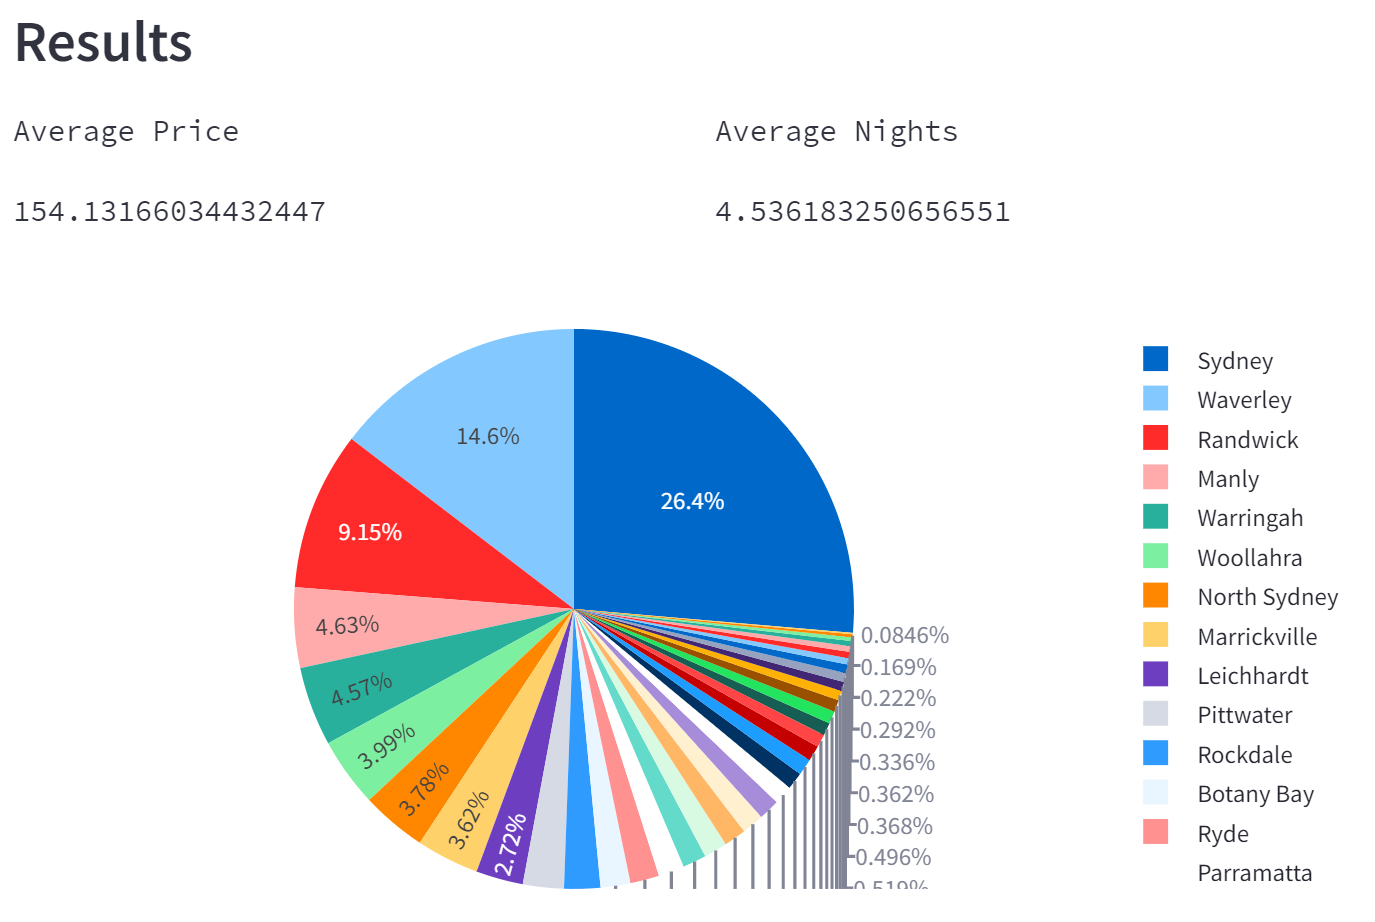 Results
Average Price
Average Nights
154.13166034432447
4.536183250656551
26.4%
14.6%
9.15%
4.63%
4.57%
3.99%
3.78%
3.62%
2.72%
0.0846%
0.169%
0.222%
0.292%
0.336%
0.362%
0.368%
0.496%
0.519%
Sydney
Waverley
Randwick
Manly
Warringah
Woollahra
North Sydney
Marrickville
Leichhardt
Pittwater
Rockdale
Botany Bay
Ryde
Parramatta